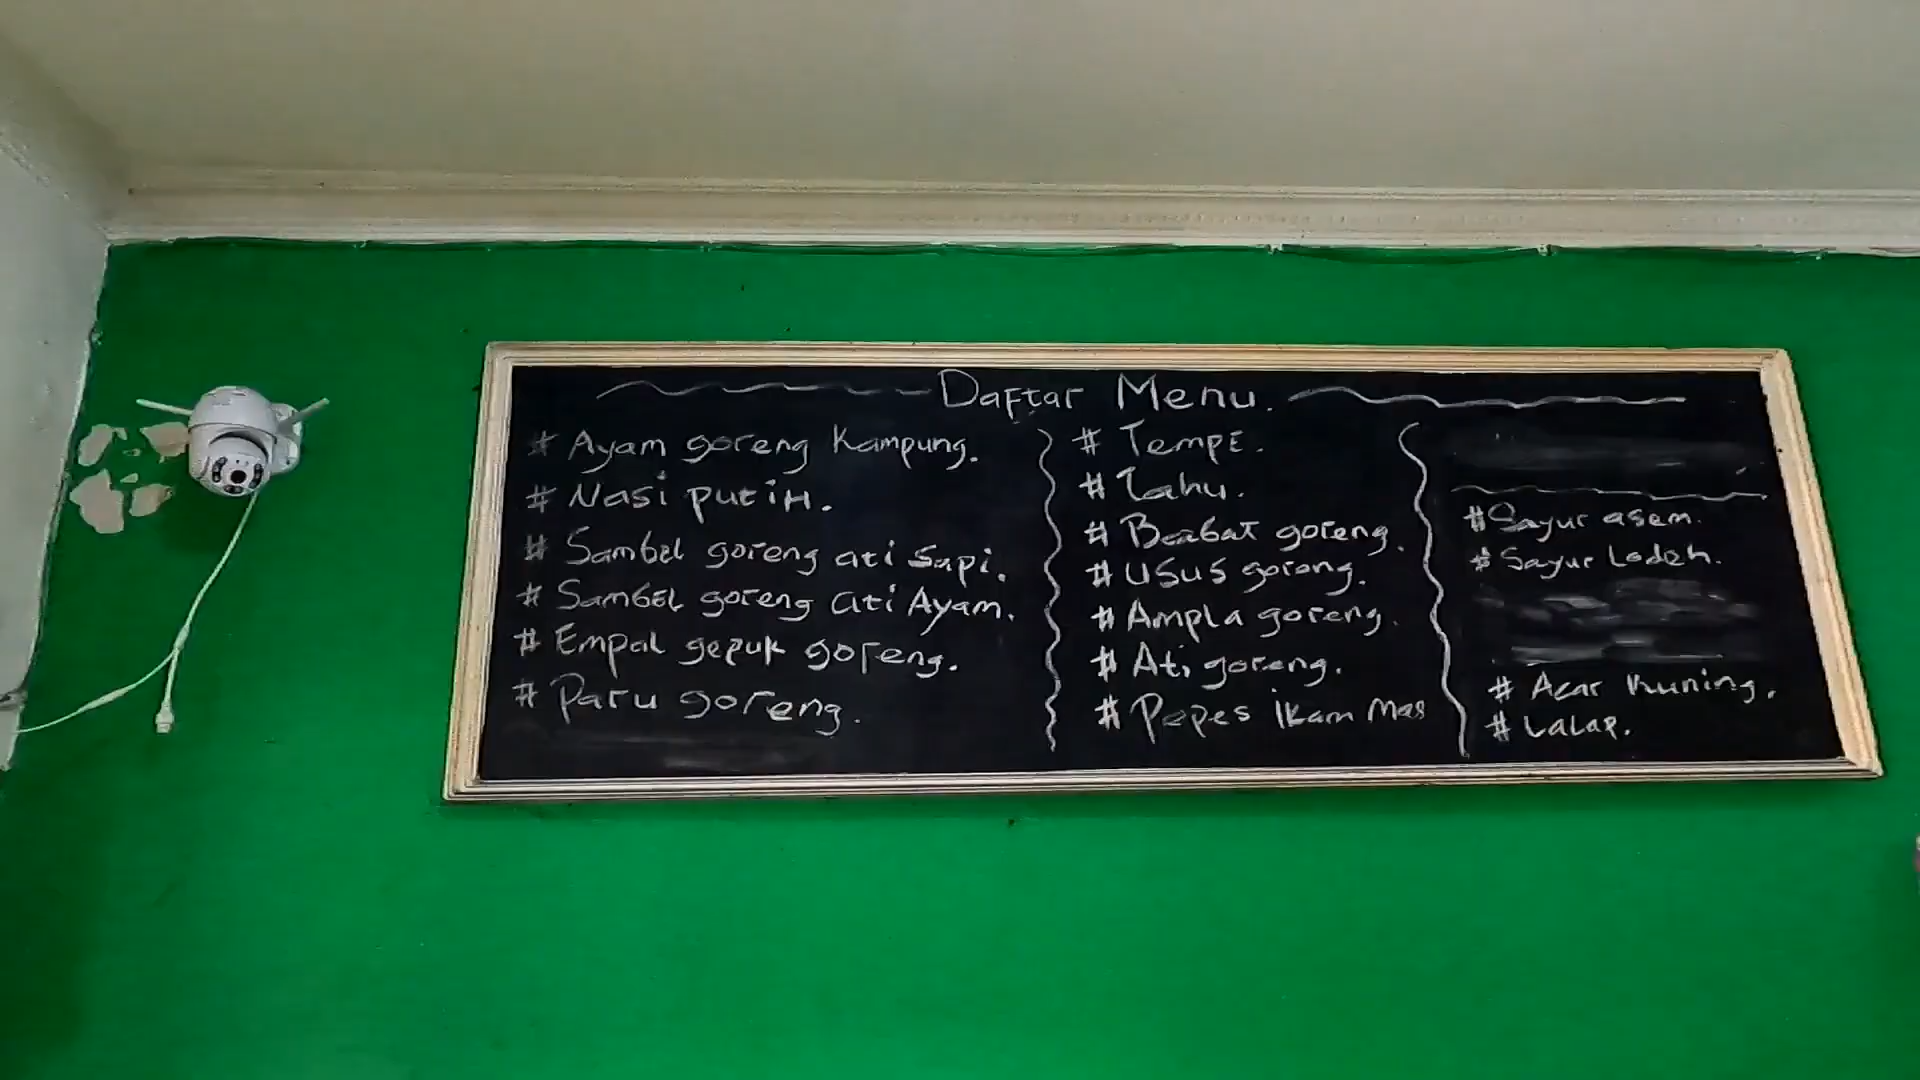 Daftar Menu.
# Ayam goreng Kampung.
# Nasi putiH.
# Sambel goreng ati Sapi.
# Sambel goreng ati Ayam.
# Empal gepuk goreng.
# Paru goreng.
# TempE.
# Tahu.
# Babat goreng.
# USUS goreng.
# Ampla goreng.
# Ati goreng.
# Pepes ikan Mas
# Sayur asem.
# Sayur Lodeh.
# Acar Kuning.
# LaLap.